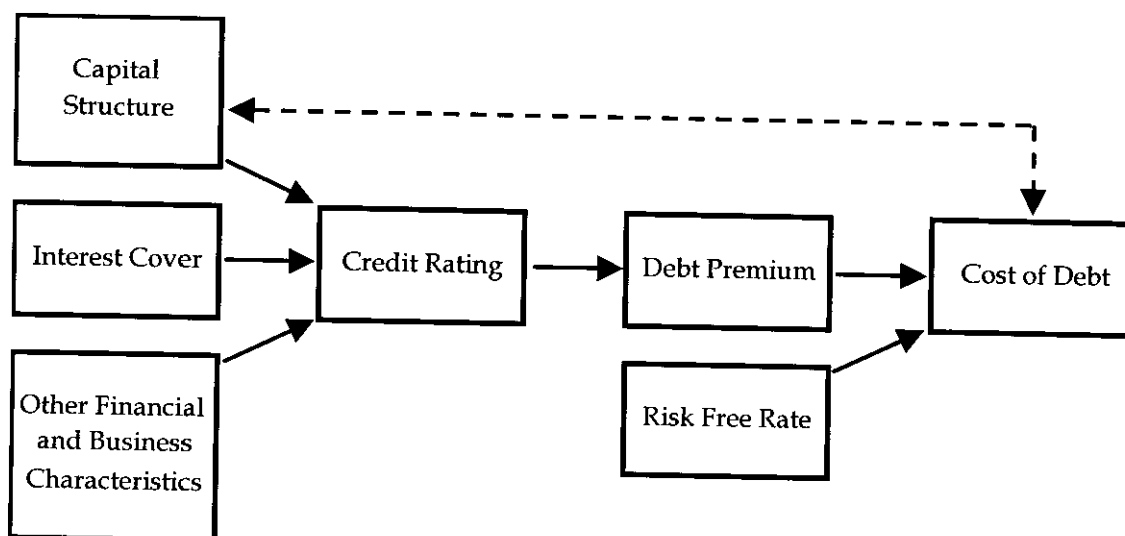 Capital
Structure
Interest Cover
Credit Rating
Debt Premium
Cost of Debt
Other Financial
and Business
Characteristics
Risk Free Rate